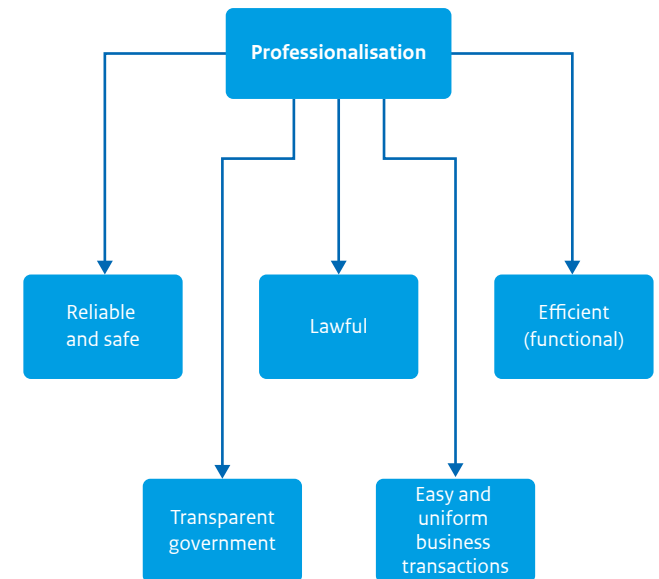 Professionalisation
Reliable
and safe
Lawful
Efficient
(functional)
Transparent
government
Easy and
uniform
business
transactions